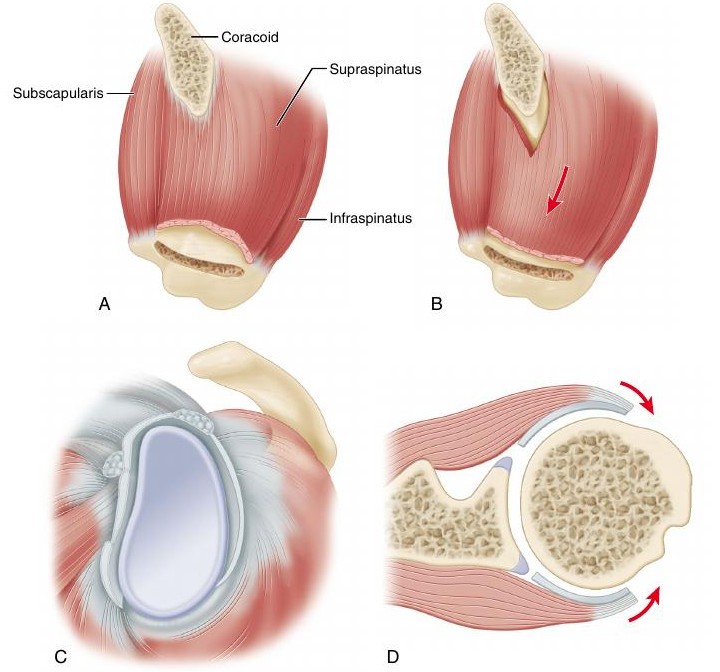 Coracoid
Supraspinatus
Subscapularis
Infraspinatus
A
B
C
D